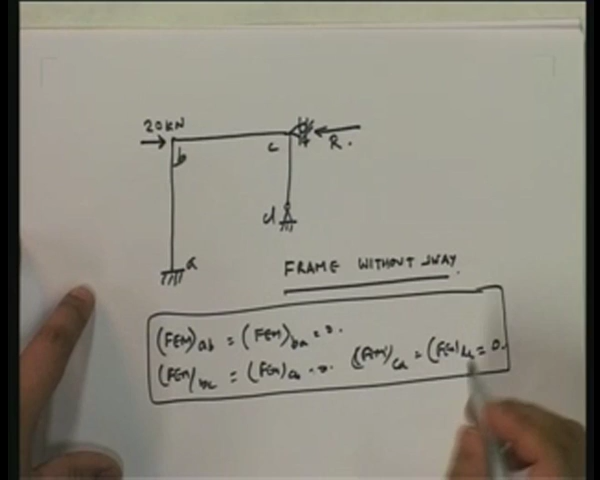 20KN
b
c
R.
d
a
FRAME WITHOUT SWAY.
(FEM)ab = (FEM)ba = 0.
(FEM)bc = (FEM)cb = 0. (FEM)cd = (FEM)dc = 0.